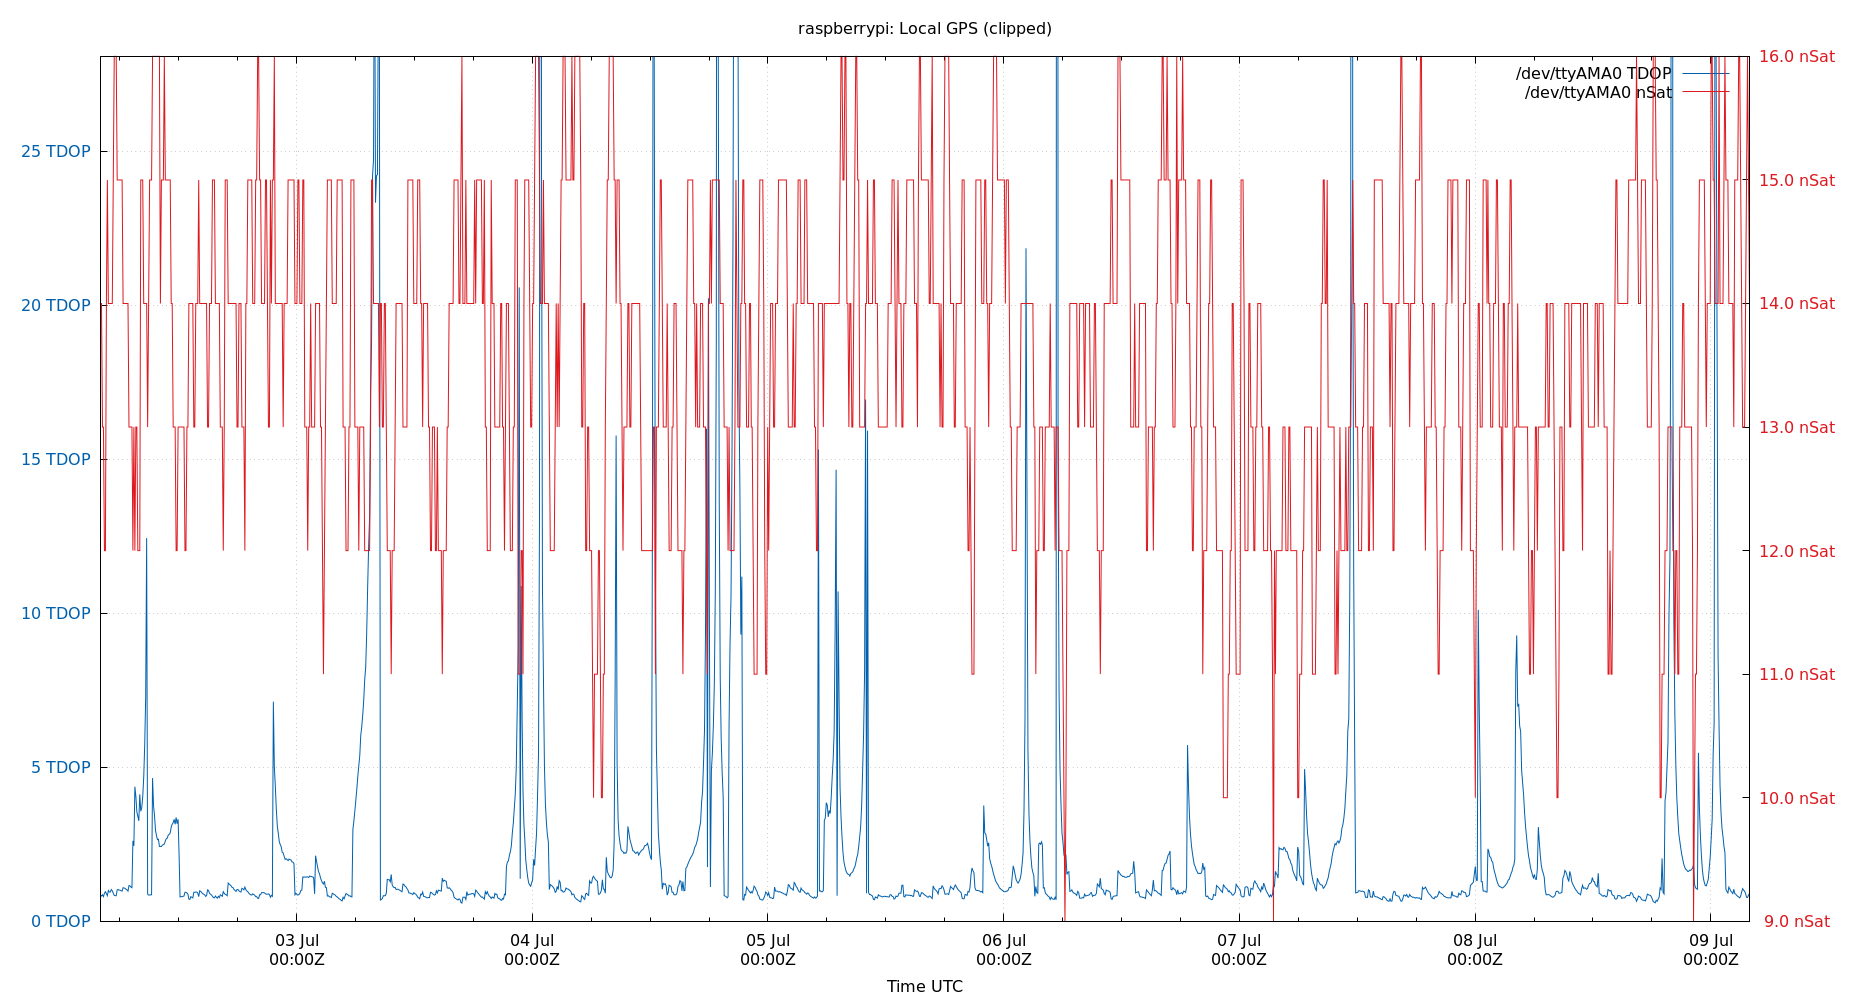 raspberrypi: Local GPS (clipped)
/dev/ttyAMA0 TDOP
/dev/ttyAMA0 nSat
25 TDOP
20 TDOP
15 TDOP
10 TDOP
5 TDOP
0 TDOP
16.0 nSat
15.0 nSat
14.0 nSat
13.0 nSat
12.0 nSat
11.0 nSat
10.0 nSat
9.0 nSat
03 Jul
00:00Z
04 Jul
00:00Z
05 Jul
00:00Z
06 Jul
00:00Z
07 Jul
00:00Z
08 Jul
00:00Z
09 Jul
00:00Z
Time UTC